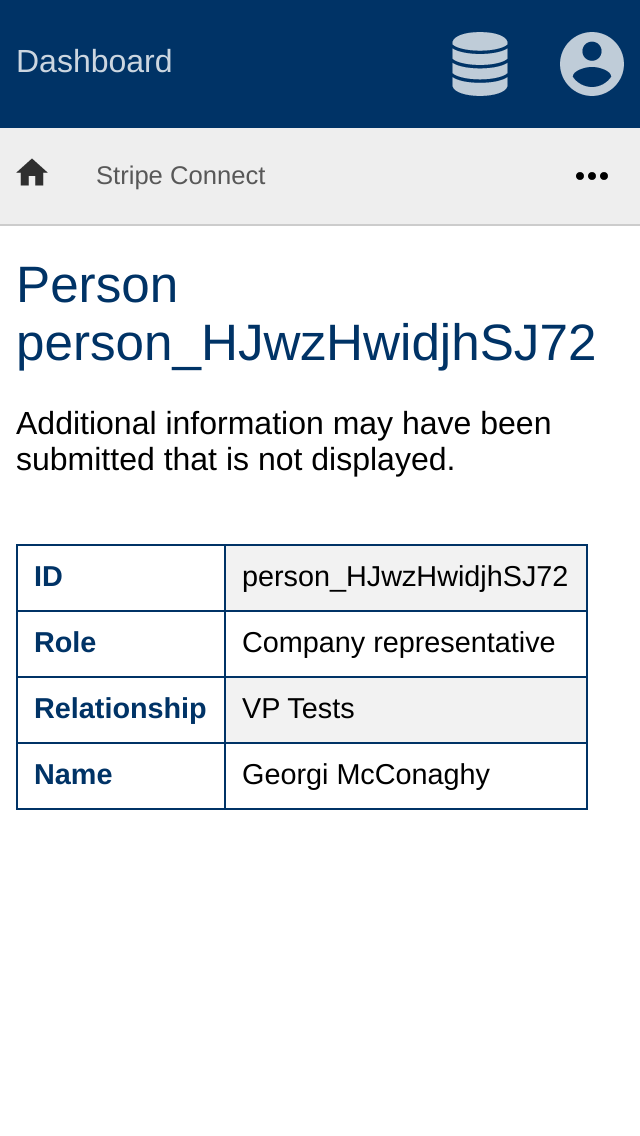 Dashboard
Stripe Connect
Person
person_HJwzHwidjhSJ72
Additional information may have been
submitted that is not displayed.
ID person_HJwzHwidjhSJ72
Role Company representative
Relationship VP Tests
Name Georgi McConaghy